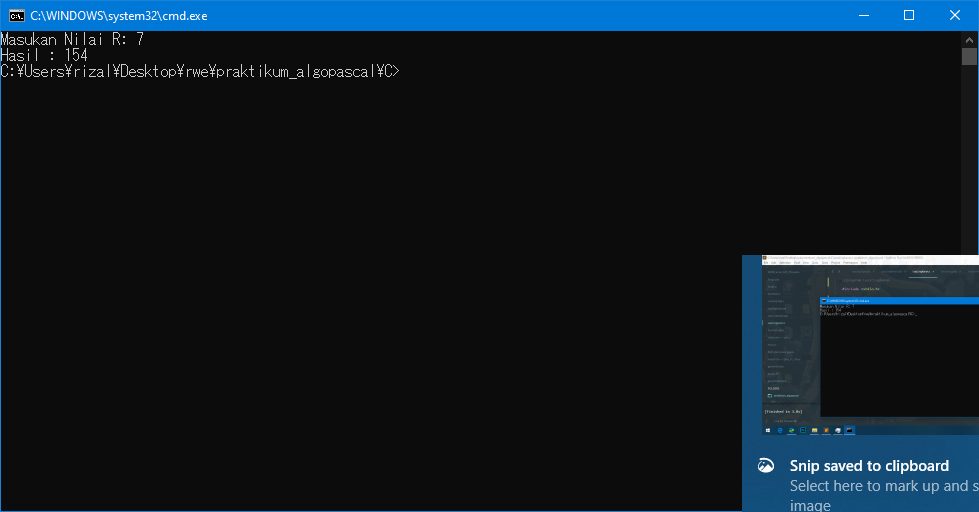 C:\WINDOWS\system32\cmd.exe
Masukan Nilai R: 7
Hasil : 154
C:¥Users¥rizal¥Desktop¥rwe¥praktikum_algopascal¥C>
Snip saved to clipboard
Select here to mark up and s
image